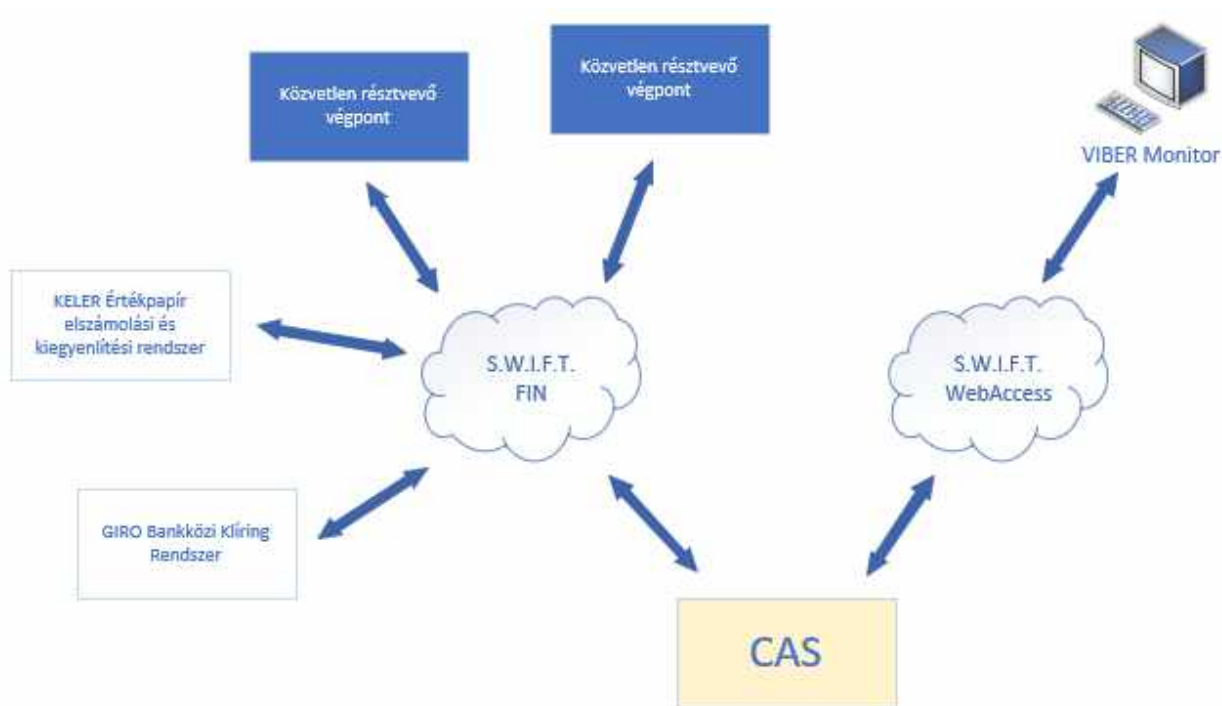 Közvetlen résztvevő
végpont
Közvetlen résztvevő
végpont
VIBER Monitor
KELER Értékpapír
elszámolási és
kiegyenlítési rendszer
S.W.I.F.T.
FIN
S.W.I.F.T.
WebAccess
GIRO Bankközi Klíring
Rendszer
CAS